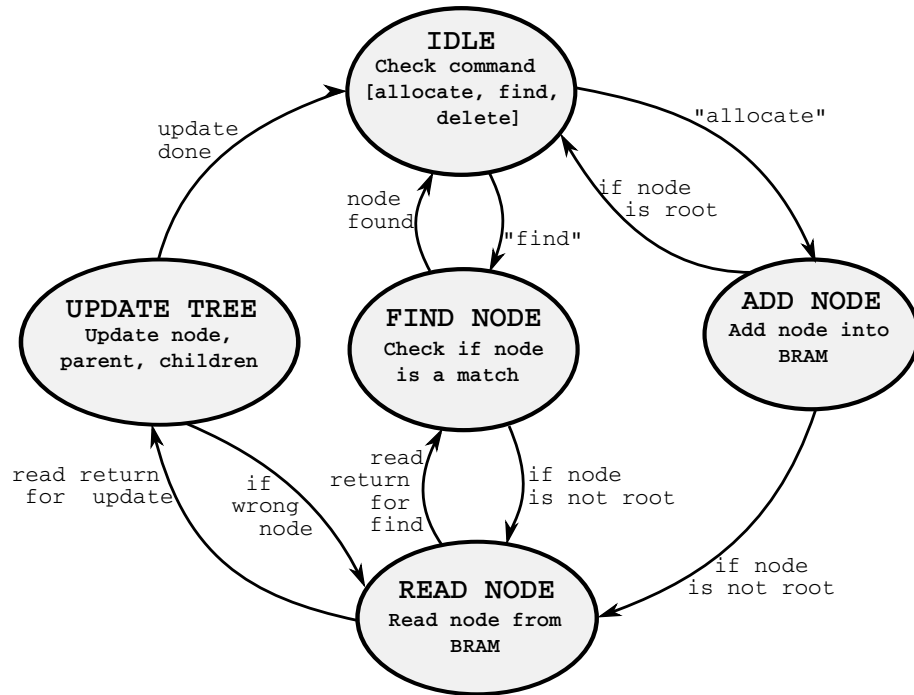 IDLE
Check command
[allocate, find,
delete]
"allocate"
update
done
if node
is root
node
found
"find"
UPDATE TREE
Update node,
parent, children
FIND NODE
Check if node
is a match
ADD NODE
Add node into
BRAM
read return
for update
if
wrong
node
read
return
for
find
if node
is not root
if node
is not root
READ NODE
Read node from
BRAM